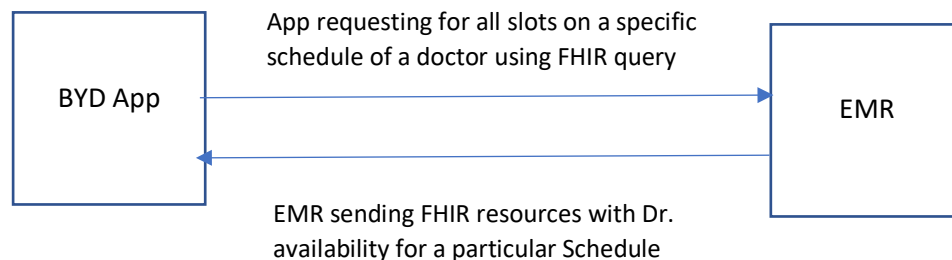 App requesting for all slots on a specific
schedule of a doctor using FHIR query
BYD App
EMR
EMR sending FHIR resources with Dr.
availability for a particular Schedule